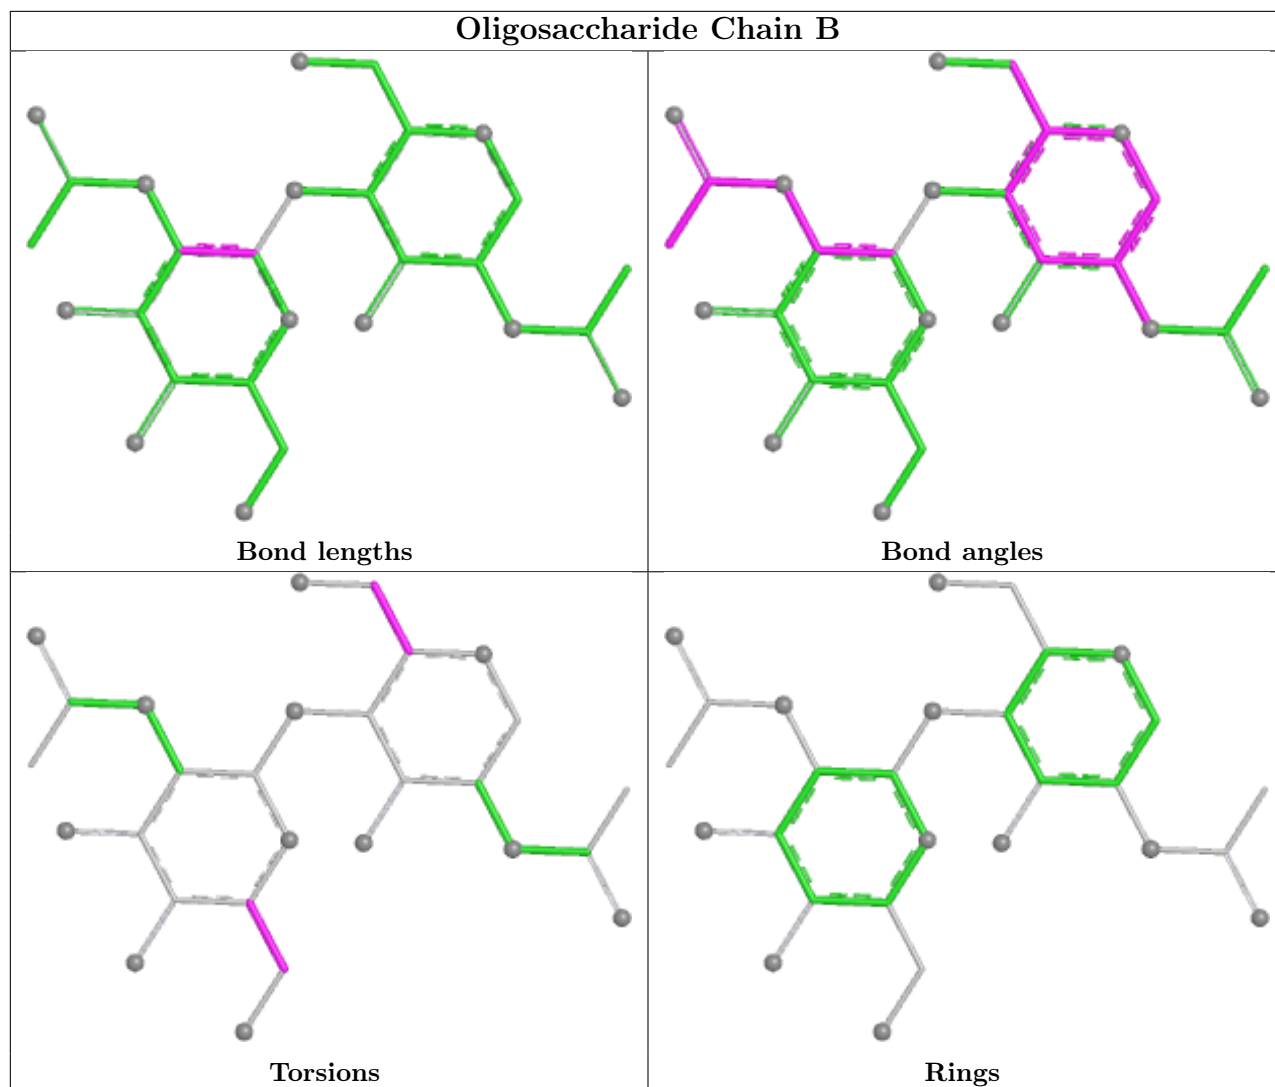 Oligosaccharide Chain B
Bond lengths
Bond angles
Torsions
Rings